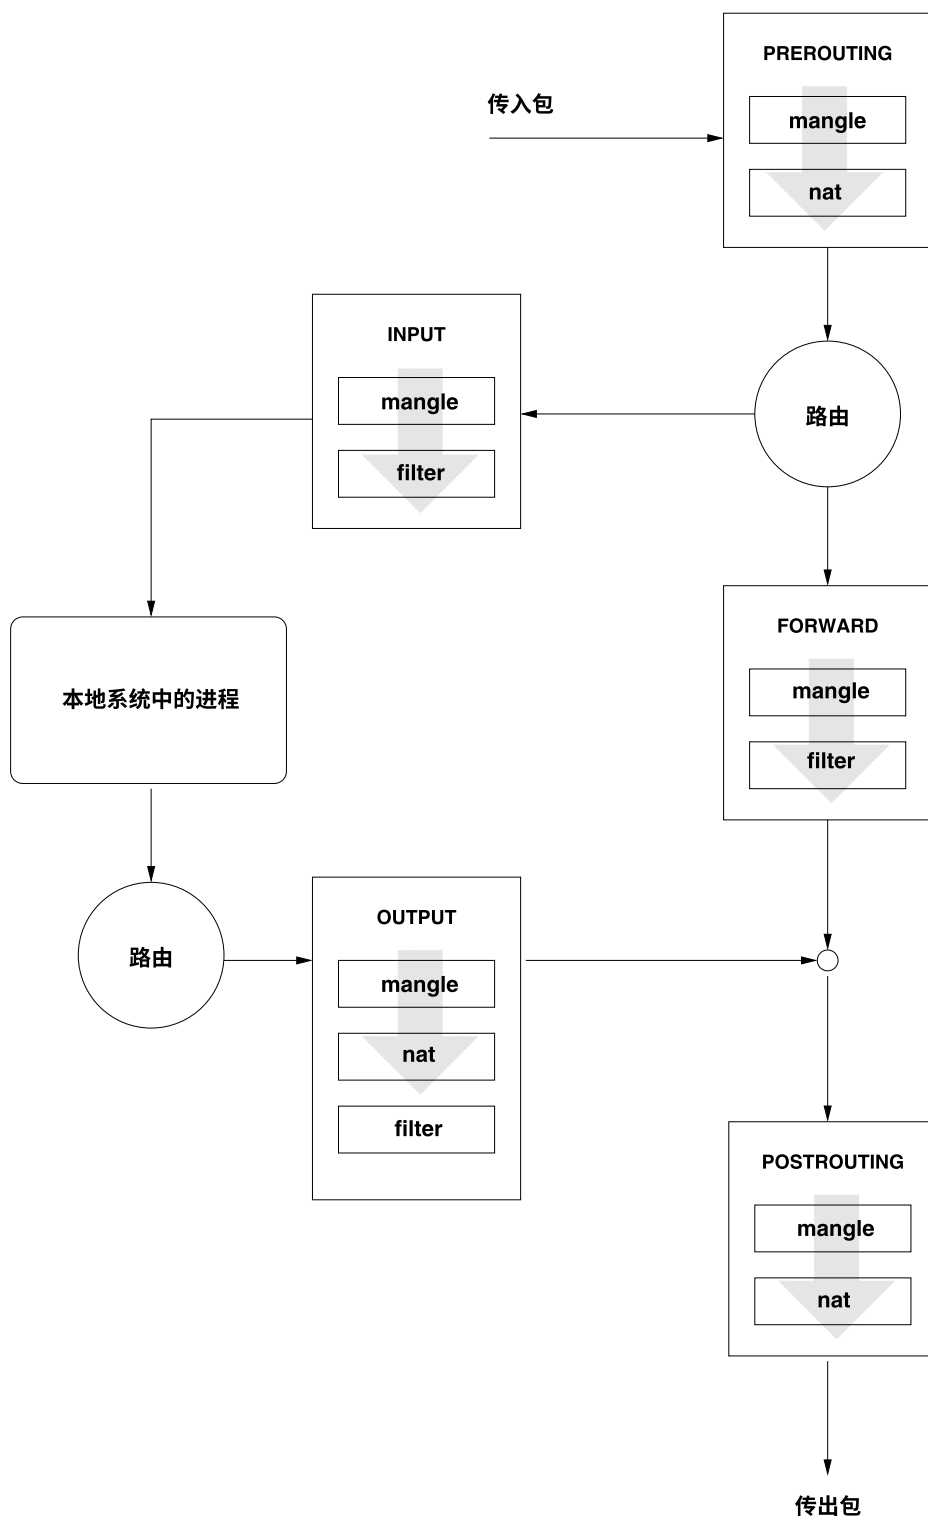 传入包
PREROUTING
mangle
nat
路由
INPUT
mangle
filter
本地系统中的进程
FORWARD
mangle
filter
路由
OUTPUT
mangle
nat
filter
POSTROUTING
mangle
nat
传出包